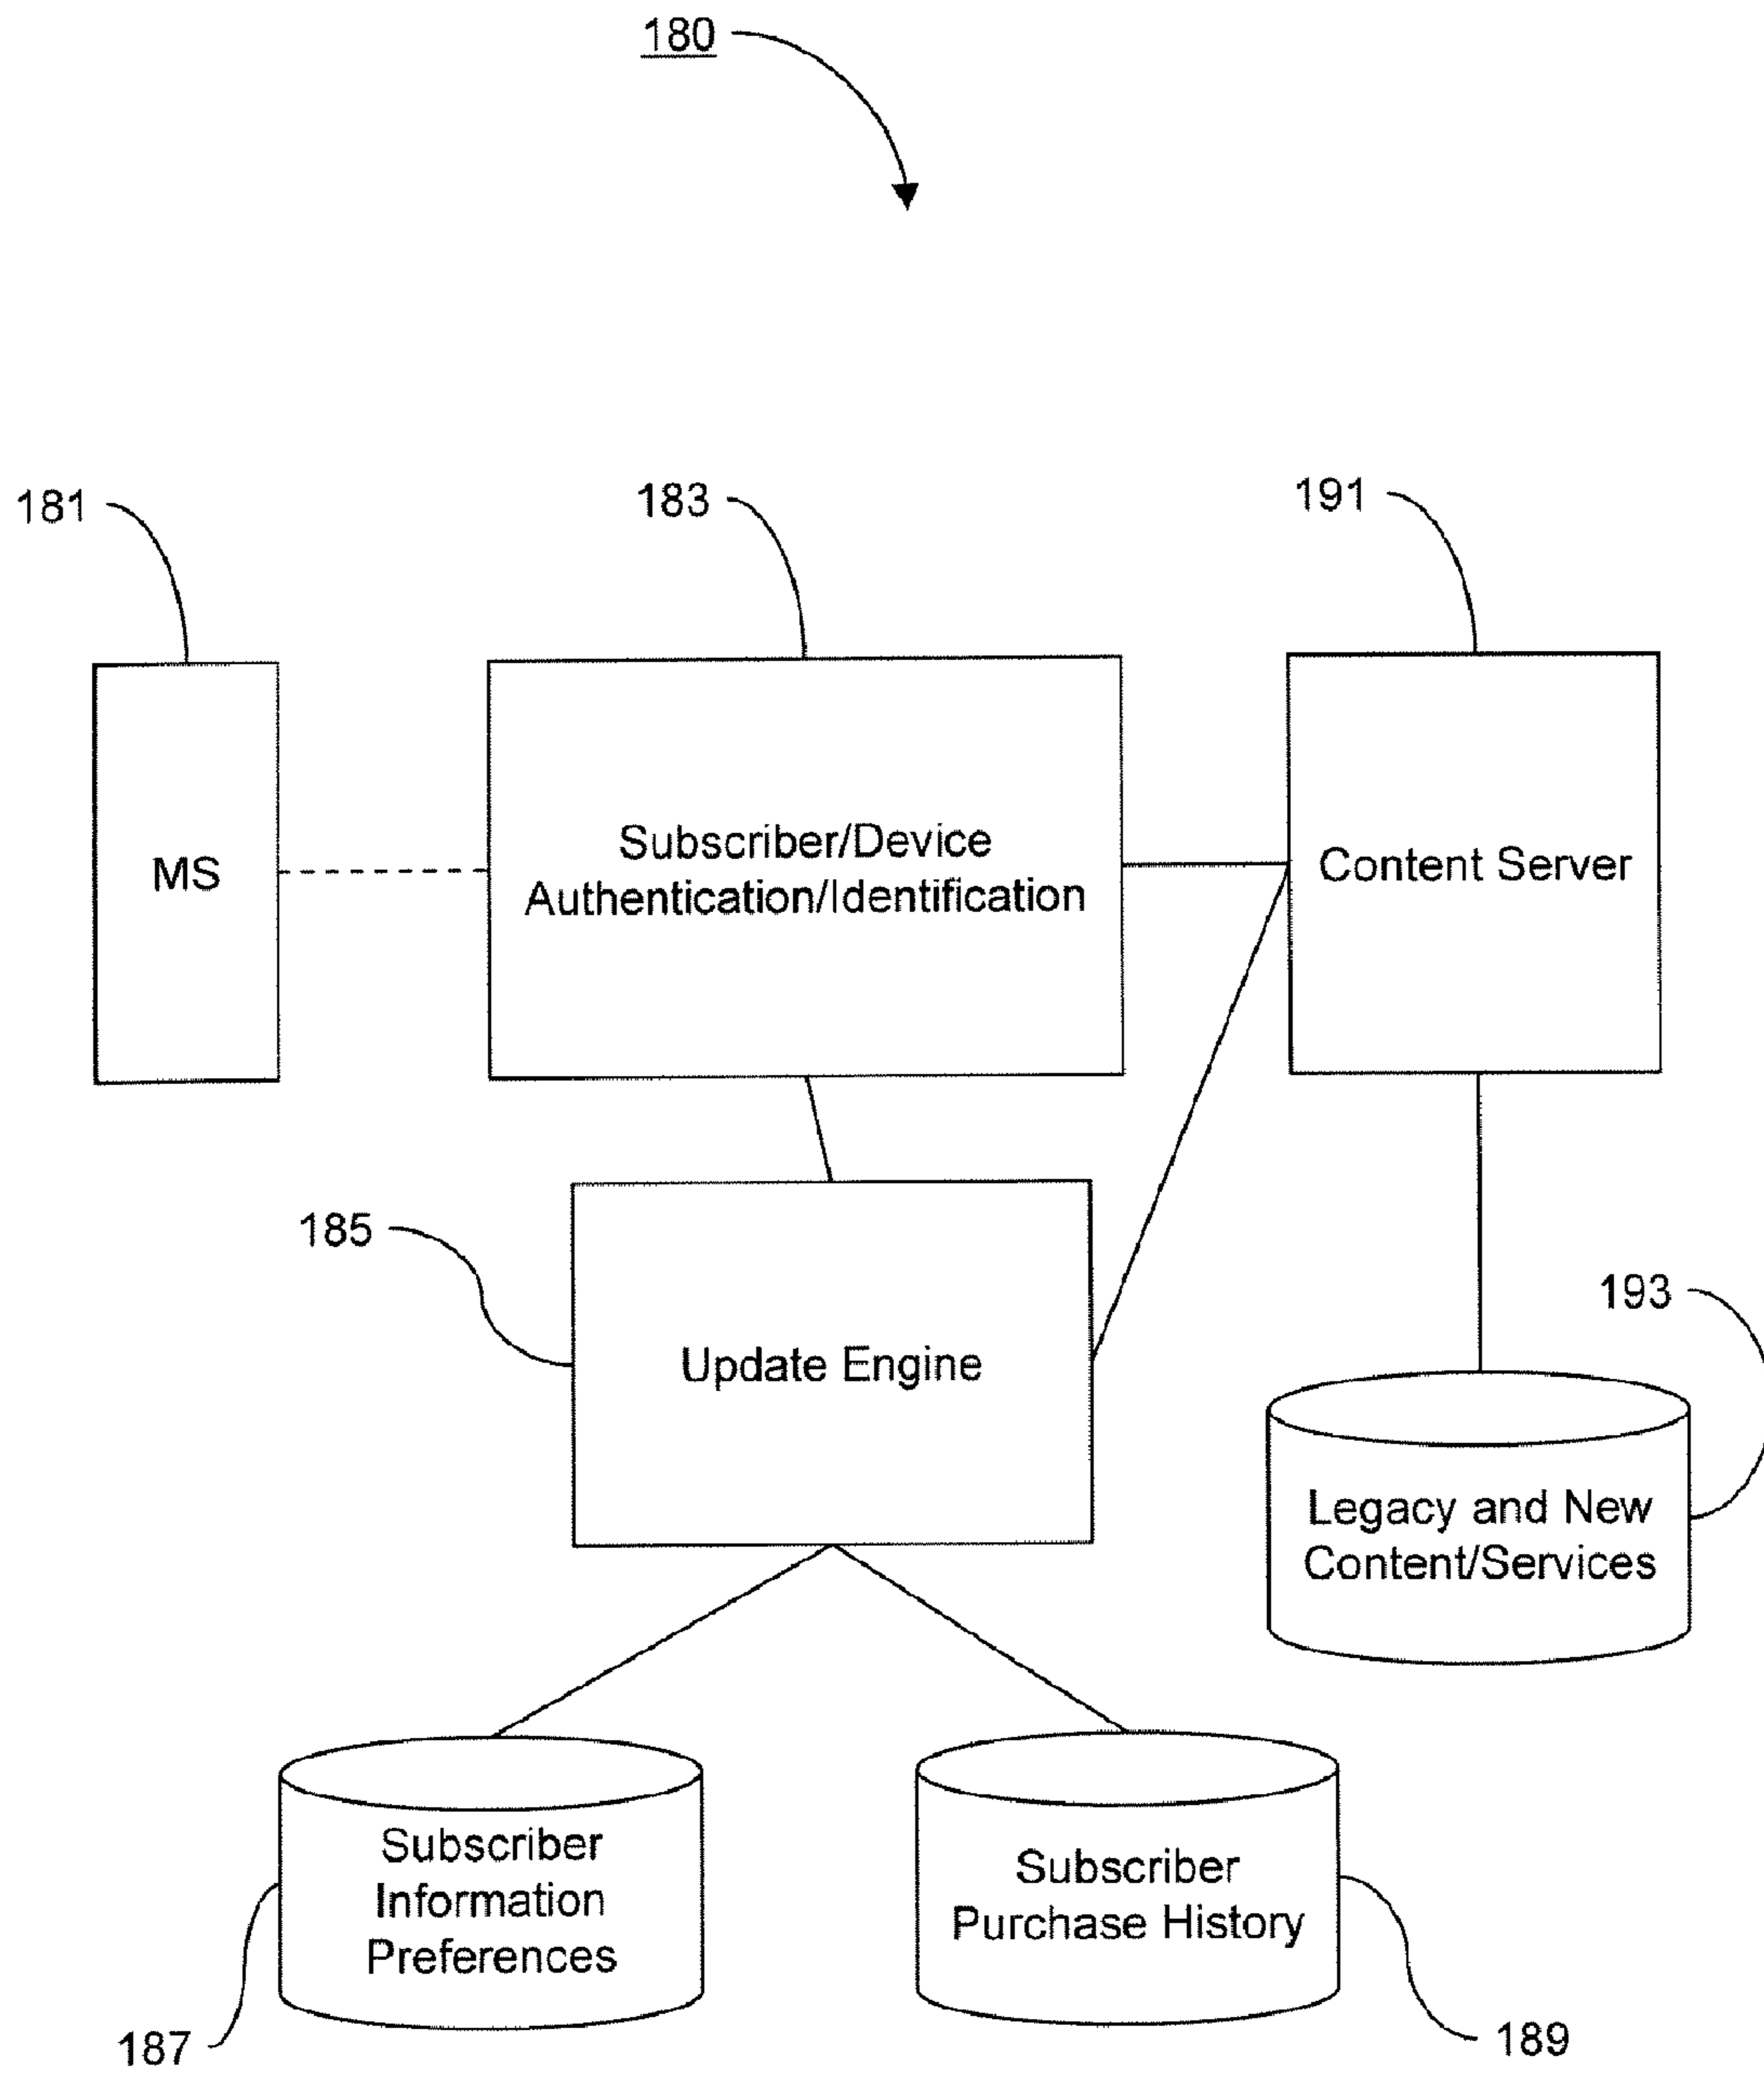 180
181
183
191
MS
Subscriber/Device
Authentication/Identification
Content Server
185
Update Engine
193
Legacy and New
Content/Services
Subscriber
Information
Preferences
Subscriber
Purchase History
187
189